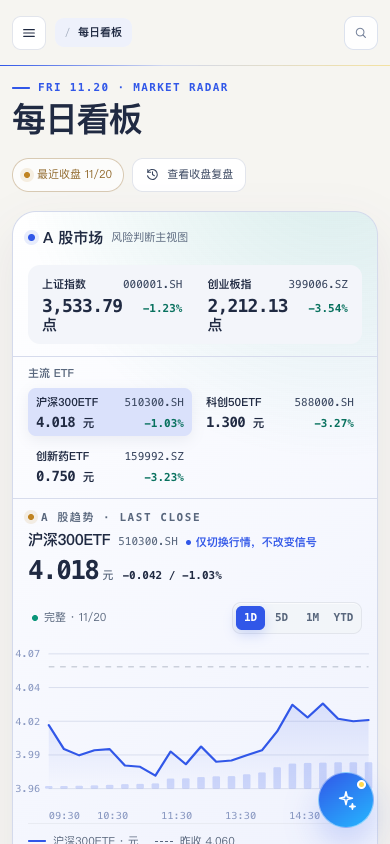 / 每日看板
FRI 11.20 · MARKET RADAR
每日看板
最近收盘 11/20
查看收盘复盘
A 股市场 风险判断主视图
上证指数 000001.SH
3,533.79点 -1.23%
创业板指 399006.SZ
2,212.13点 -3.54%
主流 ETF
沪深300ETF 510300.SH
4.018 元 -1.03%
科创50ETF 588000.SH
1.300 元 -3.27%
创新药ETF 159992.SZ
0.750 元 -3.23%
A 股趋势 · LAST CLOSE
沪深300ETF 510300.SH 仅切换行情，不改变信号
4.018 元 -0.042 / -1.03%
完整 · 11/20
1D 5D 1M YTD
4.07
4.04
4.02
3.99
3.96
09:30 10:30 11:30 13:30 14:30
沪深300ETF · 元 昨收 4.060